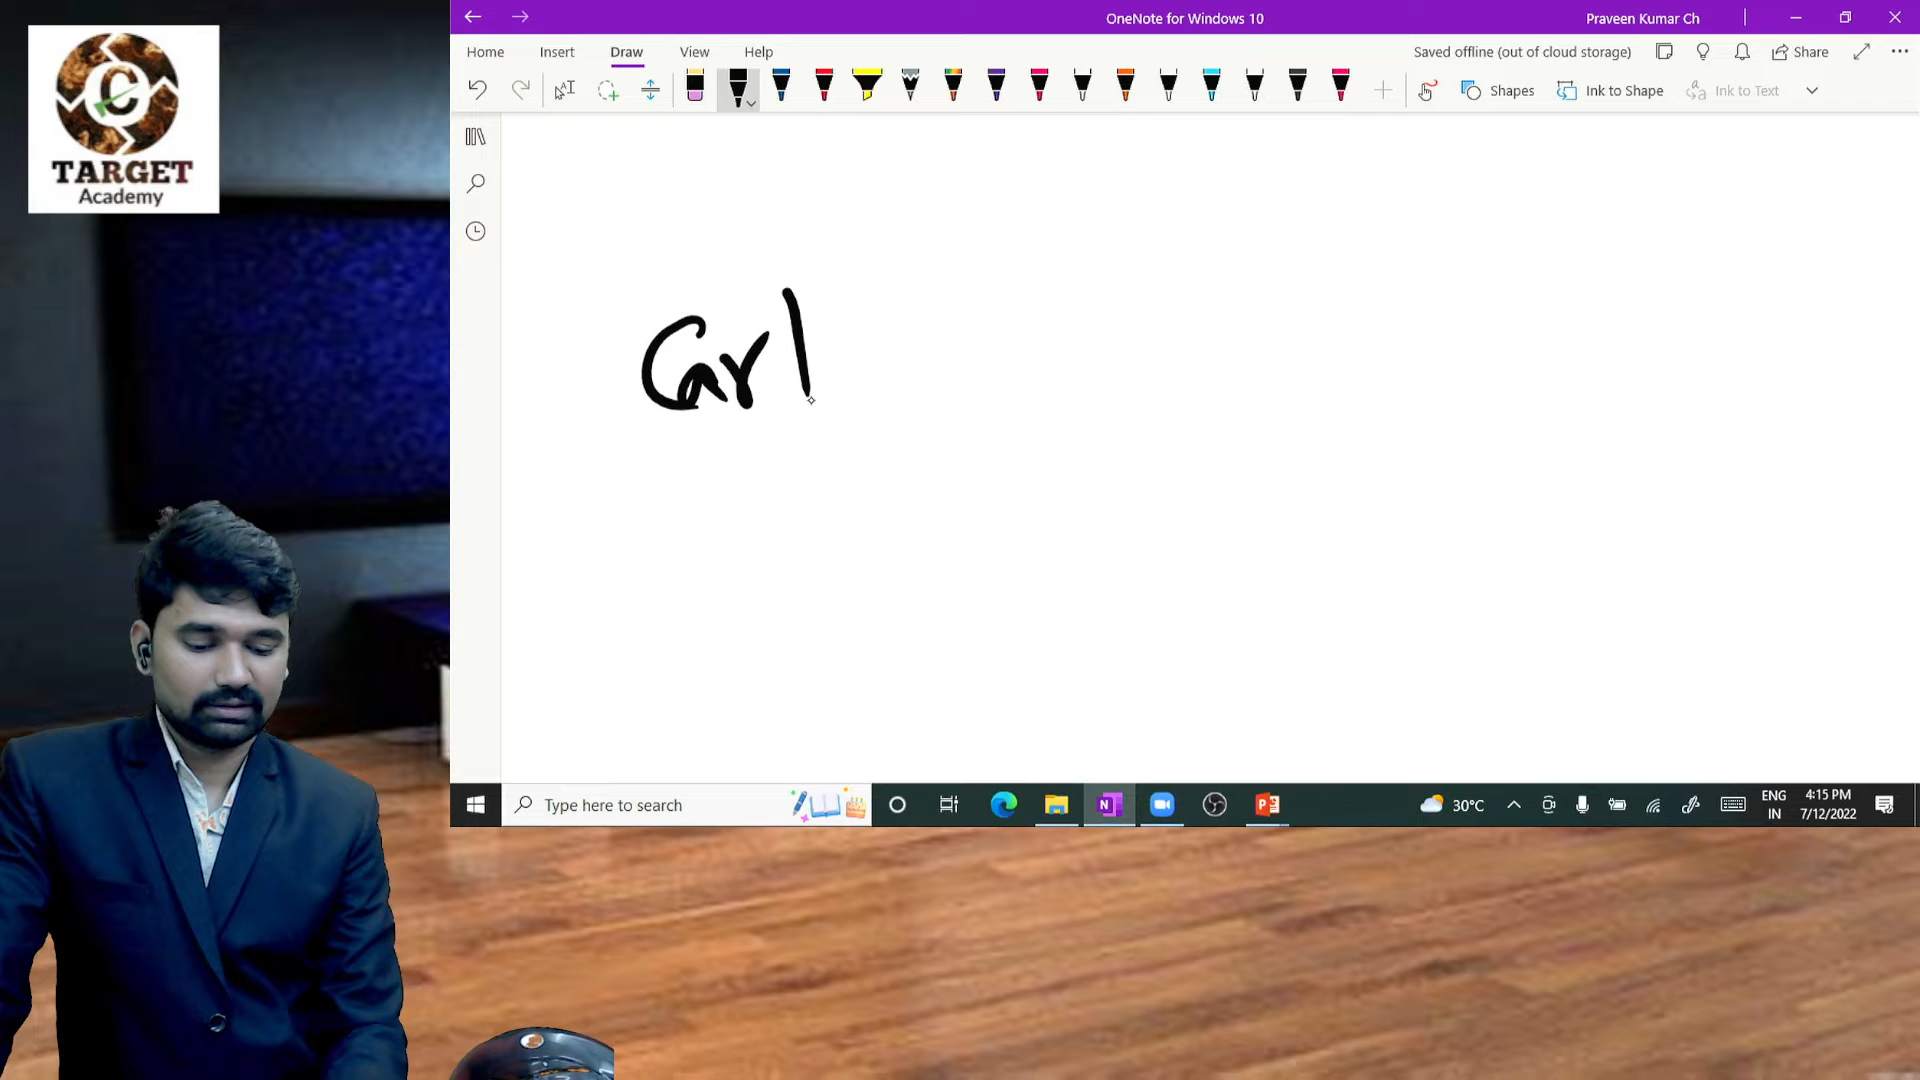 TARGET
Academy
OneNote for Windows 10
Praveen Kumar Ch
Home Insert Draw View Help
Saved offline (out of cloud storage)
Share
Shapes
Ink to Shape
Ink to Text
Carl
Type here to search
30°C
ENG
IN
4:15 PM
7/12/2022